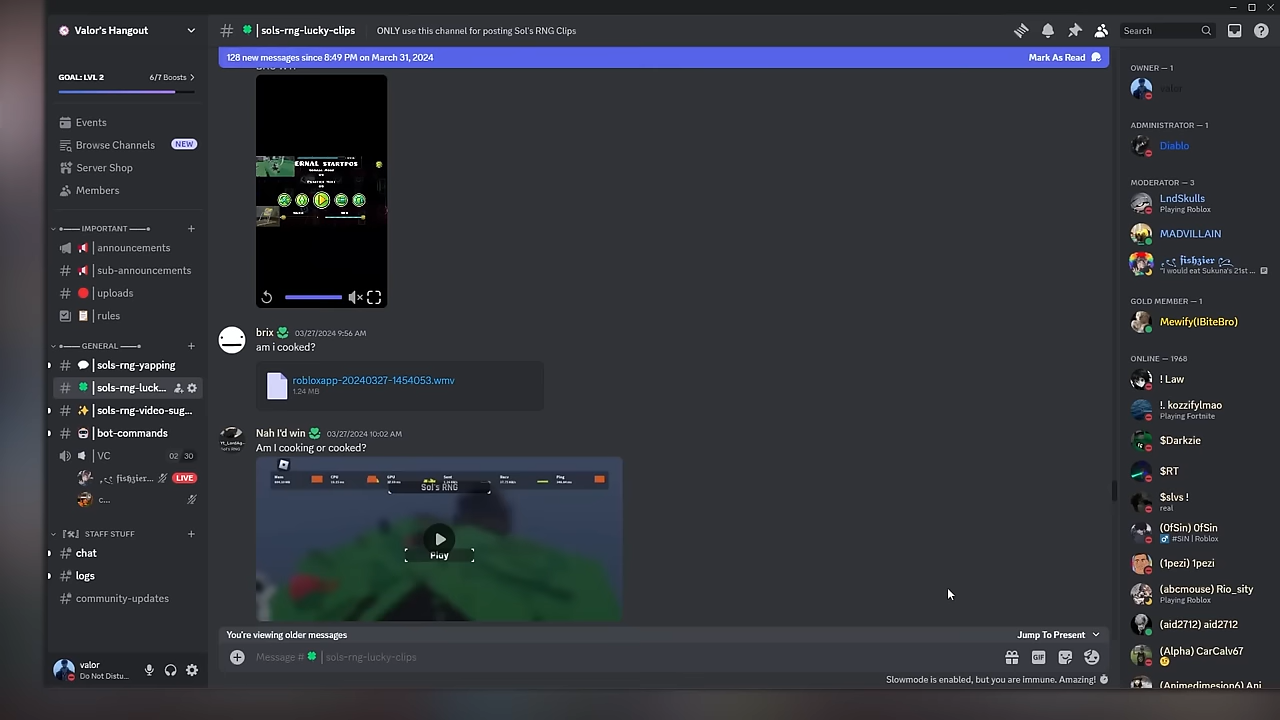 Valor's Hangout
GOAL: LVL 2
6/7 Boosts
Events
Browse Channels
NEW
Server Shop
Members
IMPORTANT
announcements
sub-announcements
uploads
rules
GENERAL
sols-rng-yapping
sols-rng-luck...
sols-rng-video-sug...
bot-commands
VC
02 30
fishzier...
LIVE
c...
STAFF STUFF
chat
logs
community-updates
valor
Do Not Distu...
sols-rng-lucky-clips
ONLY use this channel for posting Sol's RNG Clips
Search
128 new messages since 8:49 PM on March 31, 2024
Mark As Read
ERNAL STARTPOS
brix 03/27/2024 9:56 AM
am i cooked?
robloxapp-20240327-1454053.wmv
1.24 MB
Nah I'd win 03/27/2024 10:02 AM
Am I cooking or cooked?
Sol's RNG
Play
You're viewing older messages
Jump To Present
Message # | sols-rng-lucky-clips
GIF
Slowmode is enabled, but you are immune. Amazing!
OWNER — 1
valor
ADMINISTRATOR — 1
Diablo
MODERATOR — 3
LndSkulls
Playing Roblox
MADVILLAIN
fishzier
"I would eat Sukuna's 21st ...
GOLD MEMBER — 1
Mewify(IBiteBro)
ONLINE — 1968
! Law
!. kozzifylmao
Playing Fortnite
$Darkzie
$RT
$slvs !
real
(0fSin) 0fSin
#SIN | Roblox
(1pezi) 1pezi
(abcmouse) Rio_sity
Playing Roblox
(aid2712) aid2712
(Alpha) CarCalv67
(Animedimesion6) Ani